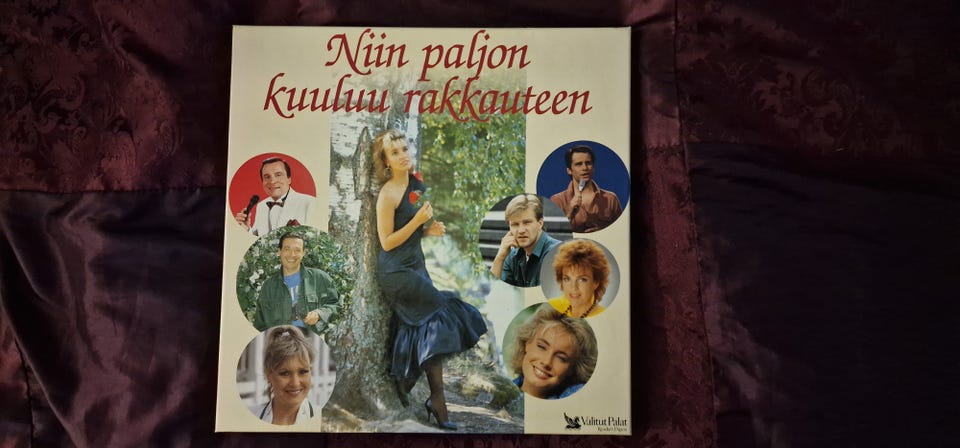 Niin paljon
kuuluu rakkauteen
Valitut Palat
Reader's Digest